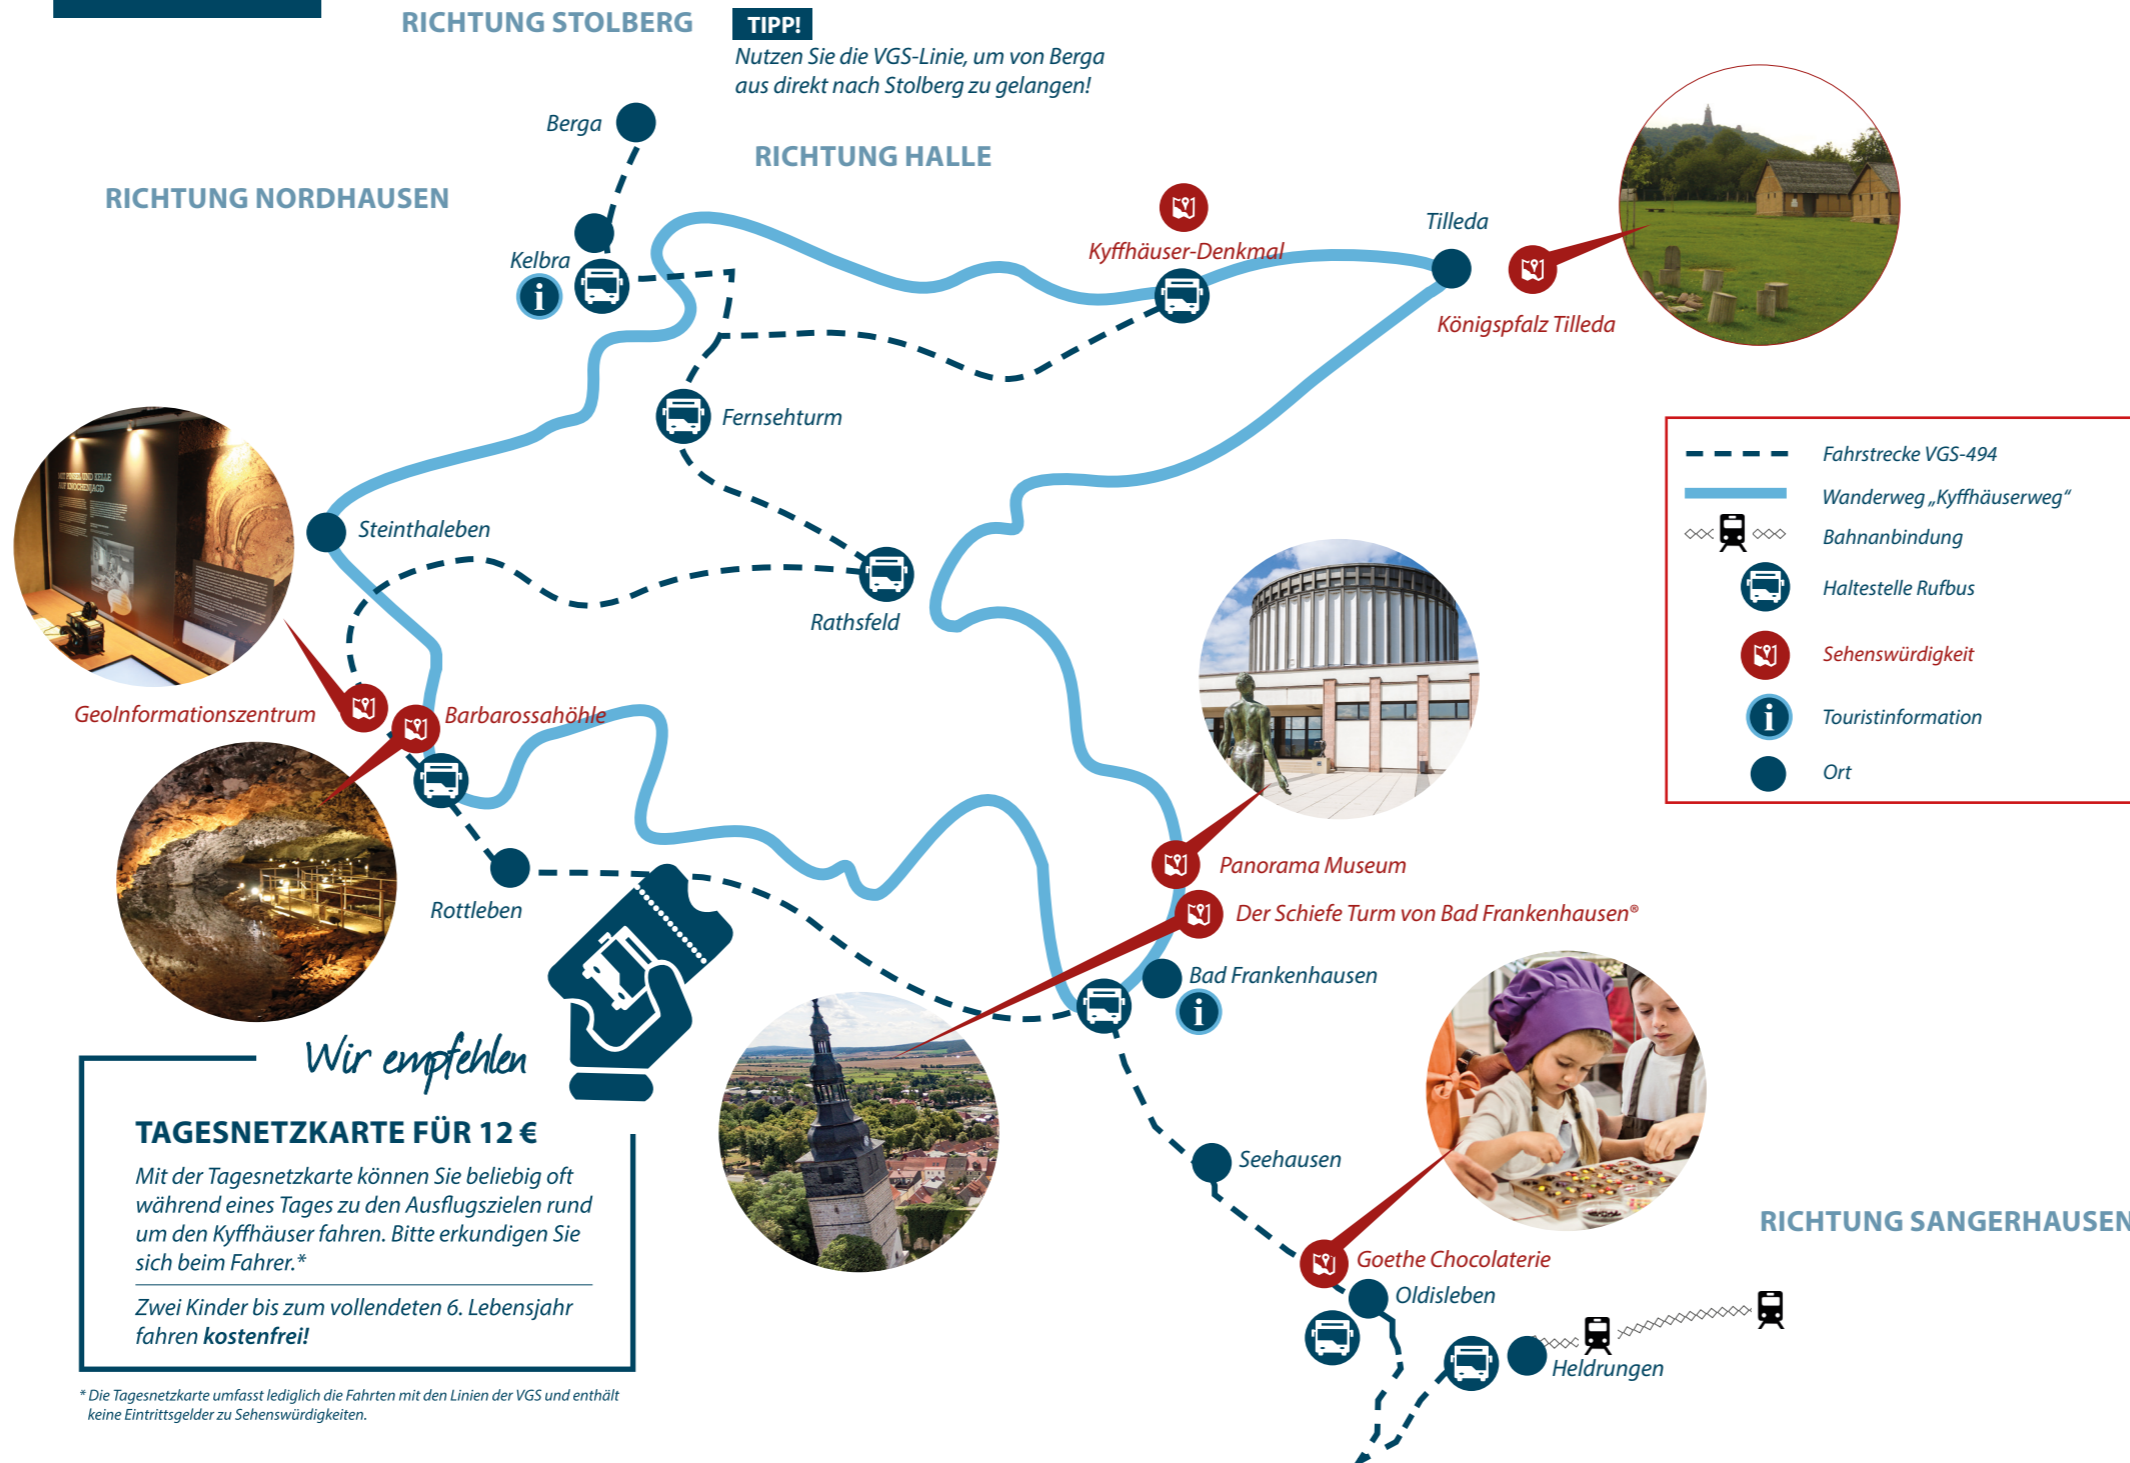 RICHTUNG STOLBERG
TIPP!
Nutzen Sie die VGS-Linie, um von Berga
aus direkt nach Stolberg zu gelangen!
Berga
RICHTUNG HALLE
RICHTUNG NORDHAUSEN
Kelbra
i
Kyffhäuser-Denkmal
Tilleda
Königspfalz Tilleda
Fernsehturm
Fahrstrecke VGS-494
Wanderweg „Kyffhäuserweg“
Bahnanbindung
Haltestelle Rufbus
Sehenswürdigkeit
i
Touristinformation
Ort
MIT PINSEL UND KELLE
AUF KNOCHENJAGD
Steinthaleben
Rathsfeld
GeoInformationszentrum
Barbarossahöhle
Rottleben
Panorama Museum
Der Schiefe Turm von Bad Frankenhausen®
Bad Frankenhausen
i
Wir empfehlen
TAGESNETZKARTE FÜR 12 €
Mit der Tagesnetzkarte können Sie beliebig oft
während eines Tages zu den Ausflugszielen rund
um den Kyffhäuser fahren. Bitte erkundigen Sie
sich beim Fahrer.*
Zwei Kinder bis zum vollendeten 6. Lebensjahr
fahren kostenfrei!
* Die Tagesnetzkarte umfasst lediglich die Fahrten mit den Linien der VGS und enthält
keine Eintrittsgelder zu Sehenswürdigkeiten.
Seehausen
RICHTUNG SANGERHAUSEN
Goethe Chocolaterie
Oldisleben
Heldrungen